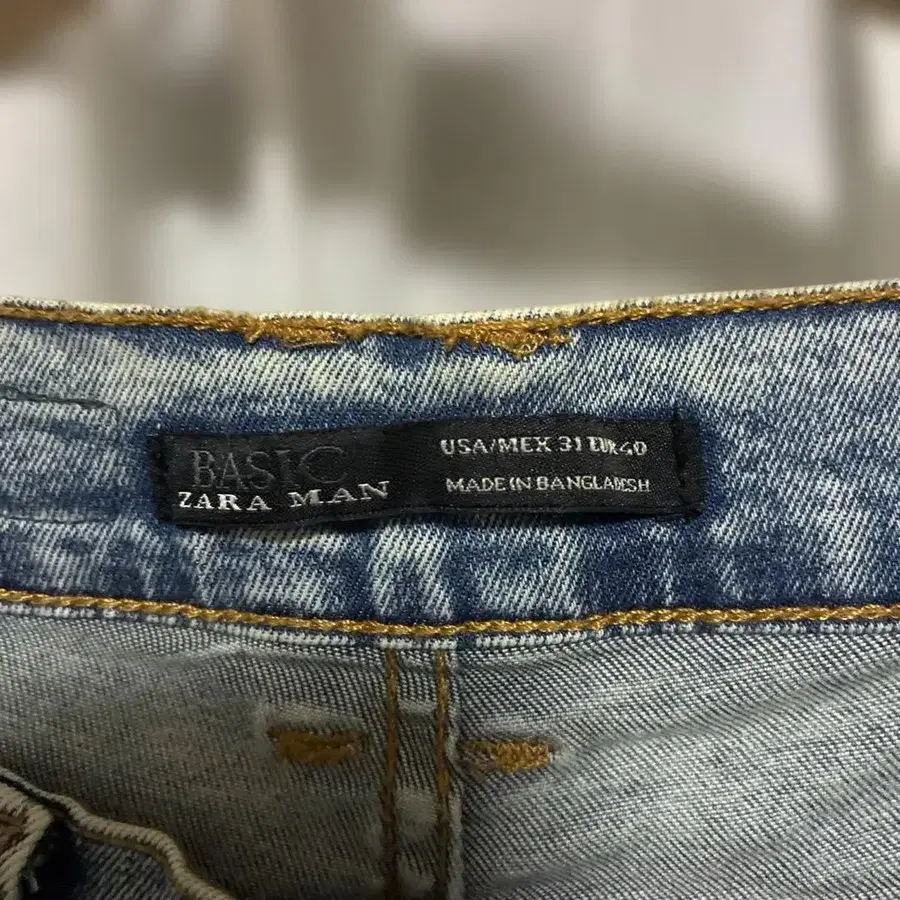 BASIC
ZARA MAN
USA/MEX 31 EUR 40
MADE IN BANGLADESH